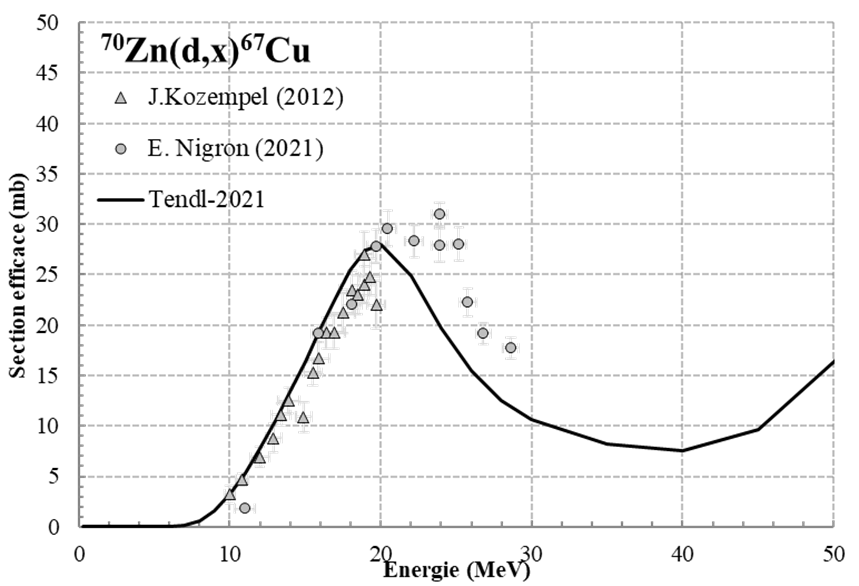 ⁷⁰Zn(d,x)⁶⁷Cu
J.Kozempel (2012)
E. Nigron (2021)
Tendl-2021
Section efficace (mb)
50
45
40
35
30
25
20
15
10
5
0
0 10 20 30 40 50
Energie (MeV)